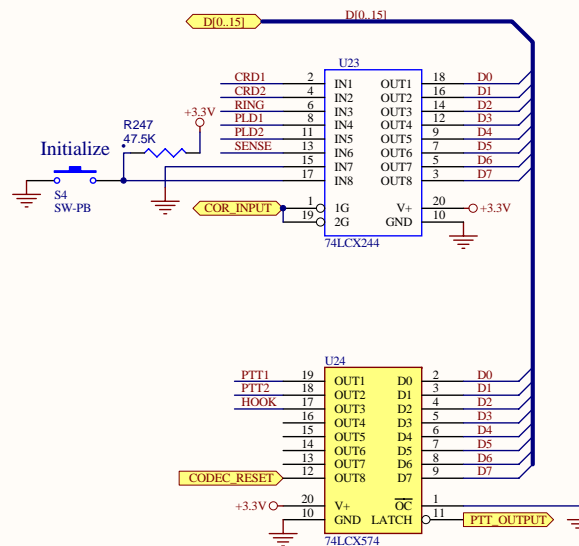 D[0..15] D[0..15]
U23
CRD1 2 IN1 OUT1 18 D0
CRD2 4 IN2 OUT2 16 D1
RING 6 IN3 OUT3 14 D2
PLD1 8 IN4 OUT4 12 D3
PLD2 11 IN5 OUT5 9 D4
SENSE 13 IN6 OUT6 7 D5
15 IN7 OUT7 5 D6
17 IN8 OUT8 3 D7
+3.3V
R247
47.5K
Initialize
S4
SW-PB
COR_INPUT 1 1G V+ 20 +3.3V
19 2G GND 10
74LCX244
U24
PTT1 19 OUT1 D0 2 D0
PTT2 18 OUT2 D1 3 D1
HOOK 17 OUT3 D2 4 D2
16 OUT4 D3 5 D3
15 OUT5 D4 6 D4
14 OUT6 D5 7 D5
13 OUT7 D6 8 D6
CODEC_RESET 12 OUT8 D7 9 D7
+3.3V 20 V+ OC 1
10 GND LATCH 11 PTT_OUTPUT
74LCX574